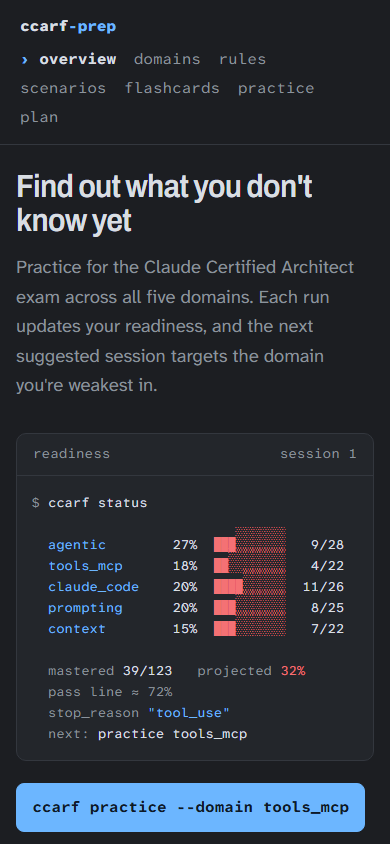 ccarf-prep
› overview domains rules
scenarios flashcards practice
plan
Find out what you don't
know yet
Practice for the Claude Certified Architect
exam across all five domains. Each run
updates your readiness, and the next
suggested session targets the domain
you're weakest in.
readiness session 1
$ ccarf status
agentic 27% 9/28
tools_mcp 18% 4/22
claude_code 20% 11/26
prompting 20% 8/25
context 15% 7/22
mastered 39/123 projected 32%
pass line ≈ 72%
stop_reason "tool_use"
next: practice tools_mcp
ccarf practice --domain tools_mcp